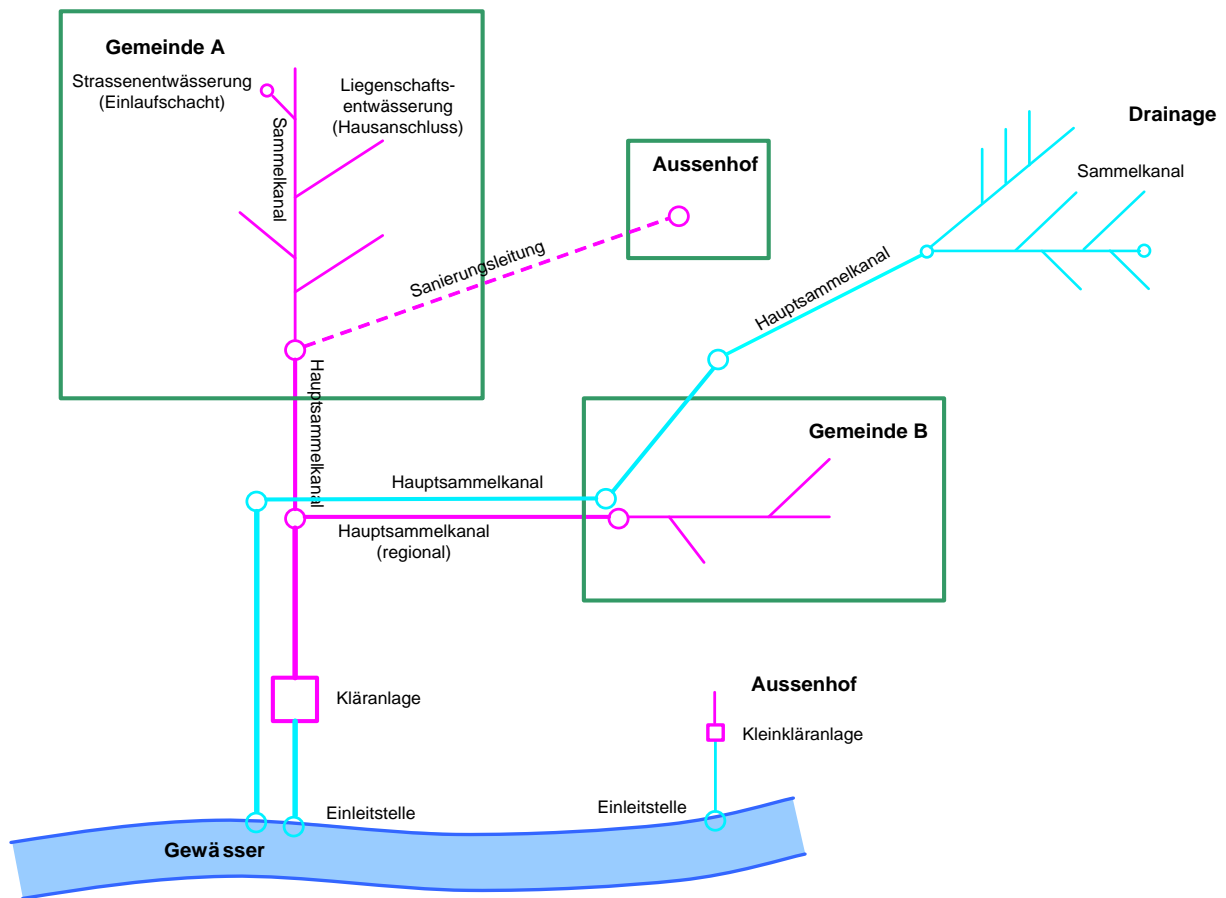 Gemeinde A
Strassenentwässerung
(Einlaufschacht)
Liegenschafts-
entwässerung
(Hausanschluss)
Sammelkanal
Drainage
Sammelkanal
Aussenhof
Sanierungsleitung
Hauptsammelkanal
Hauptsammelkanal
Gemeinde B
Hauptsammelkanal
Hauptsammelkanal
(regional)
Aussenhof
Kläranlage
Kleinkläranlage
Einleitstelle
Einleitstelle
Gewässer